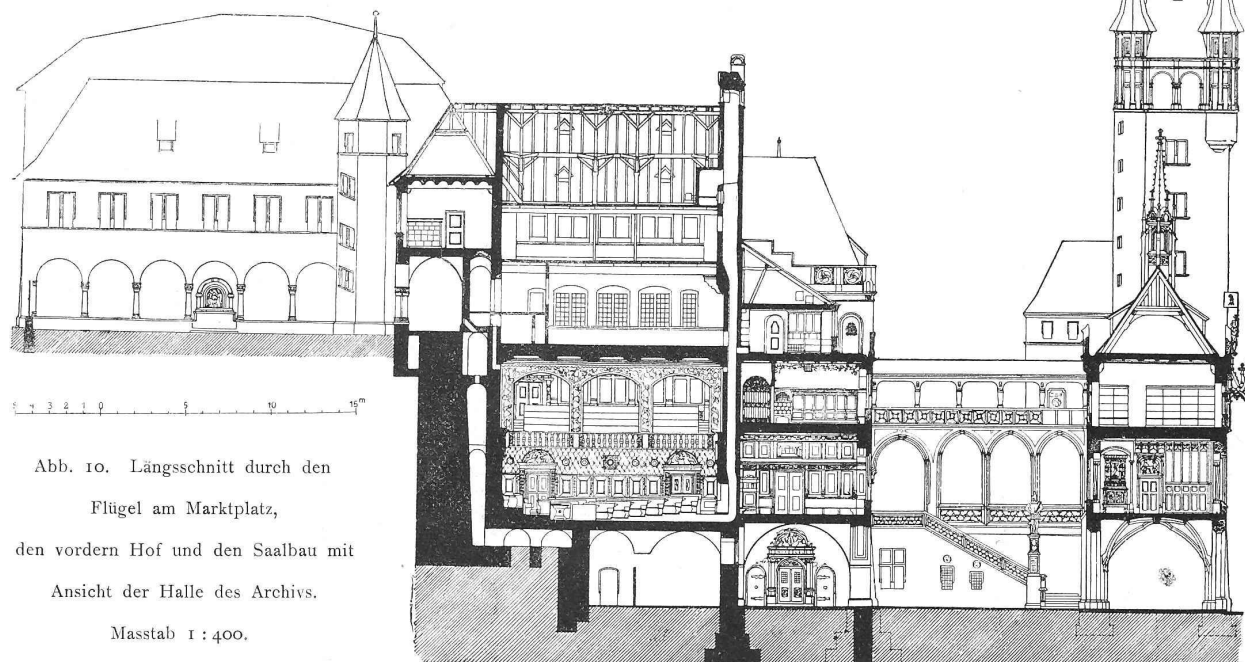 5 4 3 2 1 0 5 10 15 m
Abb. 10. Längsschnitt durch den
Flügel am Marktplatz,
den vordern Hof und den Saalbau mit
Ansicht der Halle des Archivs.
Masstab 1 : 400.